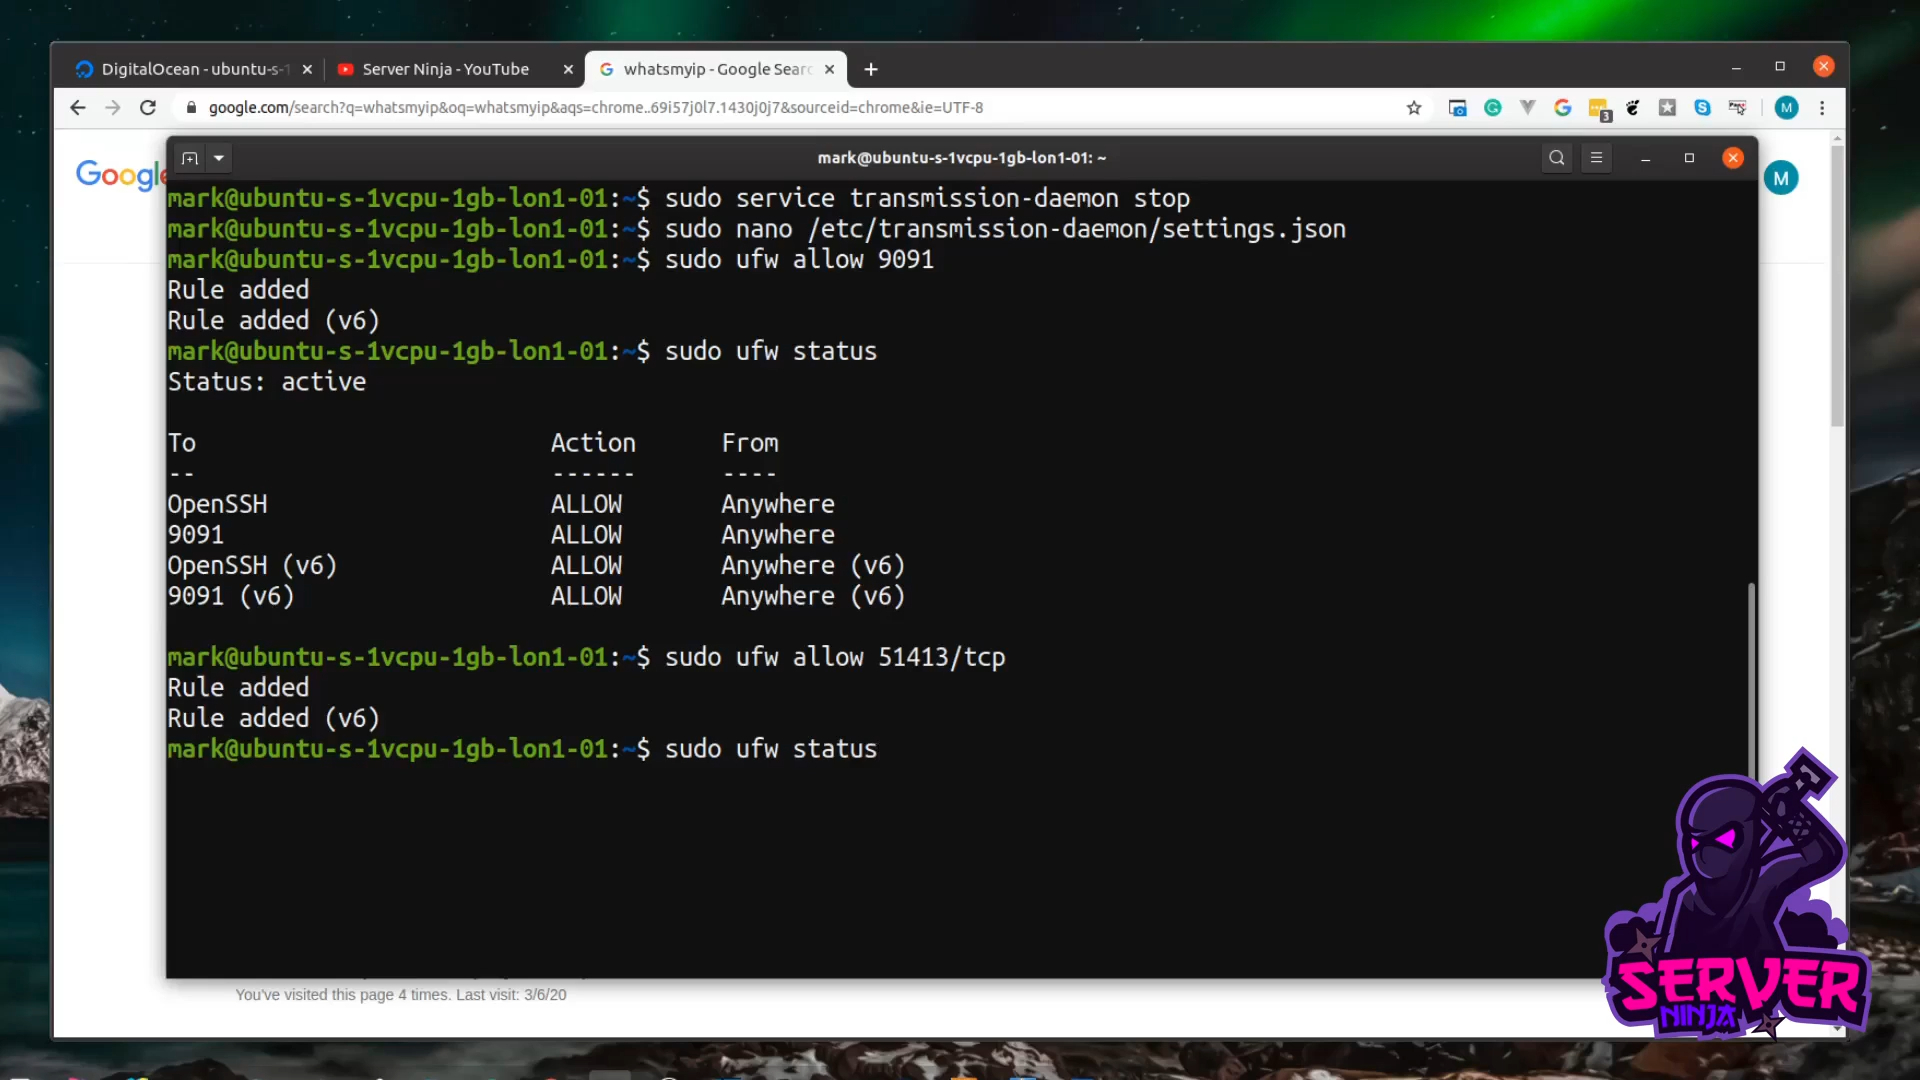 DigitalOcean - ubuntu-s-1
Server Ninja - YouTube
whatsmyip - Google Searc
google.com/search?q=whatsmyip&oq=whatsmyip&aqs=chrome..69i57j0l7.1430j0j7&sourceid=chrome&ie=UTF-8
3
M
Google
mark@ubuntu-s-1vcpu-1gb-lon1-01: ~
M
mark@ubuntu-s-1vcpu-1gb-lon1-01:~$ sudo service transmission-daemon stop
mark@ubuntu-s-1vcpu-1gb-lon1-01:~$ sudo nano /etc/transmission-daemon/settings.json
mark@ubuntu-s-1vcpu-1gb-lon1-01:~$ sudo ufw allow 9091
Rule added
Rule added (v6)
mark@ubuntu-s-1vcpu-1gb-lon1-01:~$ sudo ufw status
Status: active
To Action From
-- ------ ----
OpenSSH ALLOW Anywhere
9091 ALLOW Anywhere
OpenSSH (v6) ALLOW Anywhere (v6)
9091 (v6) ALLOW Anywhere (v6)
mark@ubuntu-s-1vcpu-1gb-lon1-01:~$ sudo ufw allow 51413/tcp
Rule added
Rule added (v6)
mark@ubuntu-s-1vcpu-1gb-lon1-01:~$ sudo ufw status
You've visited this page 4 times. Last visit: 3/6/20
SERVER
NINJA